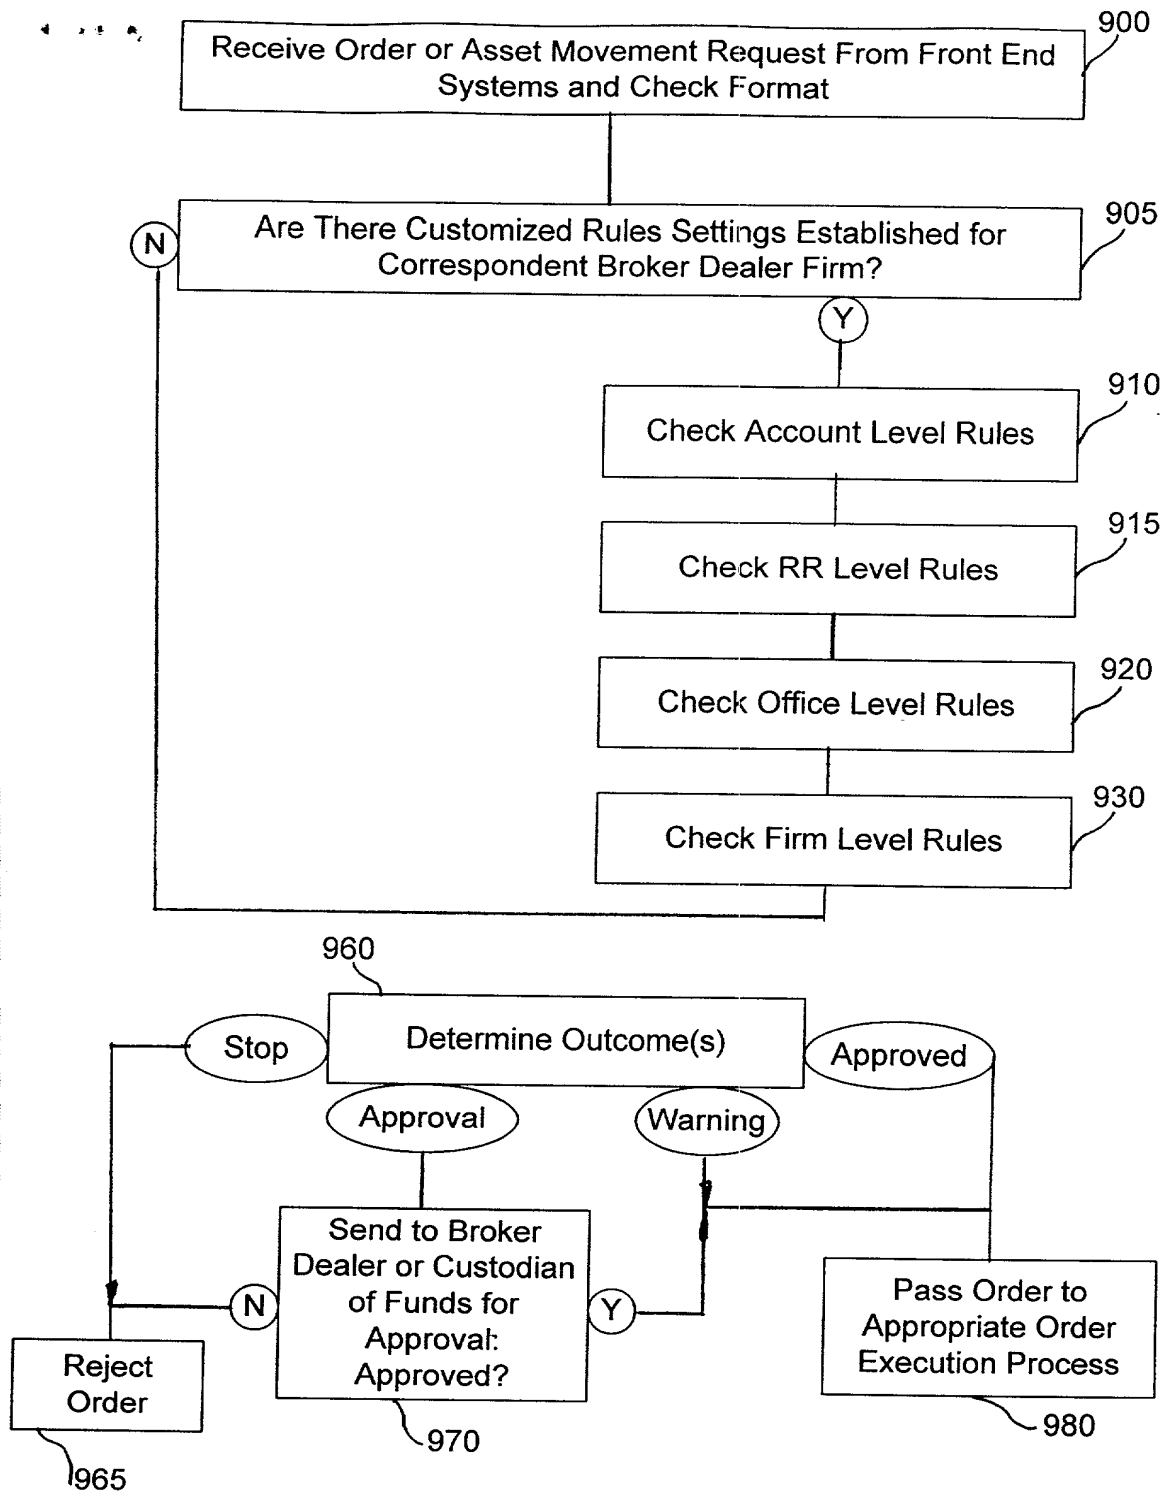 900
Receive Order or Asset Movement Request From Front End
Systems and Check Format
905
N
Are There Customized Rules Settings Established for
Correspondent Broker Dealer Firm?
Y
910
Check Account Level Rules
915
Check RR Level Rules
920
Check Office Level Rules
930
Check Firm Level Rules
960
Stop
Determine Outcome(s)
Approved
Approval
Warning
Send to Broker
Dealer or Custodian
of Funds for
Approval:
Approved?
N
Y
Pass Order to
Appropriate Order
Execution Process
Reject
Order
970
980
965